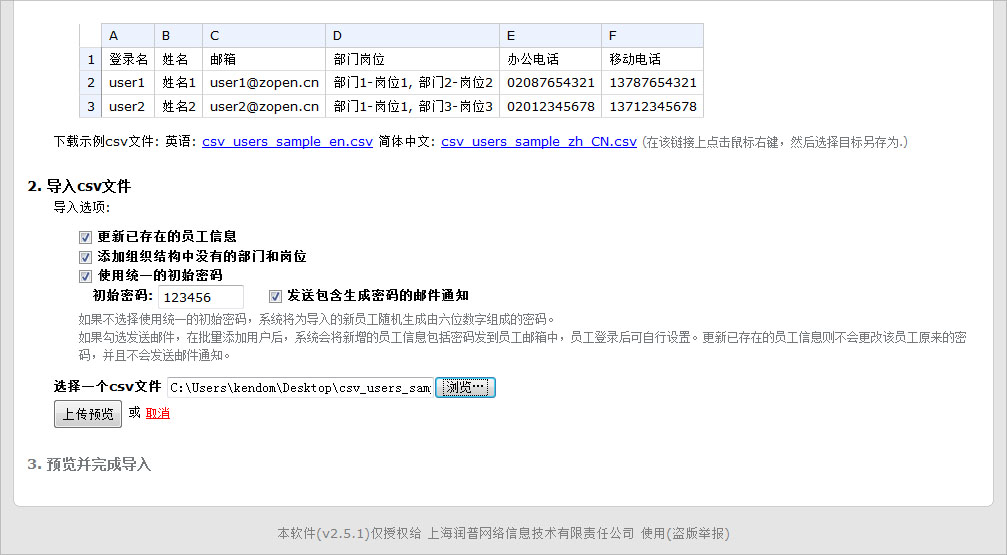 A B C D E F
1 登录名 姓名 邮箱 部门岗位 办公电话 移动电话
2 user1 姓名1 user1@zopen.cn 部门1-岗位1, 部门2-岗位2 02087654321 13787654321
3 user2 姓名2 user2@zopen.cn 部门1-岗位1, 部门3-岗位3 02012345678 13712345678
下载示例csv文件: 英语: csv_users_sample_en.csv 简体中文: csv_users_sample_zh_CN.csv (在该链接上点击鼠标右键，然后选择目标另存为.)
2. 导入csv文件
导入选项:
更新已存在的员工信息
添加组织结构中没有的部门和岗位
使用统一的初始密码
初始密码: 123456 发送包含生成密码的邮件通知
如果不选择使用统一的初始密码，系统将为导入的新员工随机生成由六位数字组成的密码。
如果勾选发送邮件，在批量添加用户后，系统会将新增的员工信息包括密码发到员工邮箱中，员工登录后可自行设置。更新已存在的员工信息则不会更改该员工原来的密
码，并且不会发送邮件通知。
选择一个csv文件 C:\Users\kendom\Desktop\csv_users_sam 浏览…
上传预览 或 取消
3. 预览并完成导入
本软件(v2.5.1)仅授权给 上海润普网络信息技术有限责任公司 使用(盗版举报)